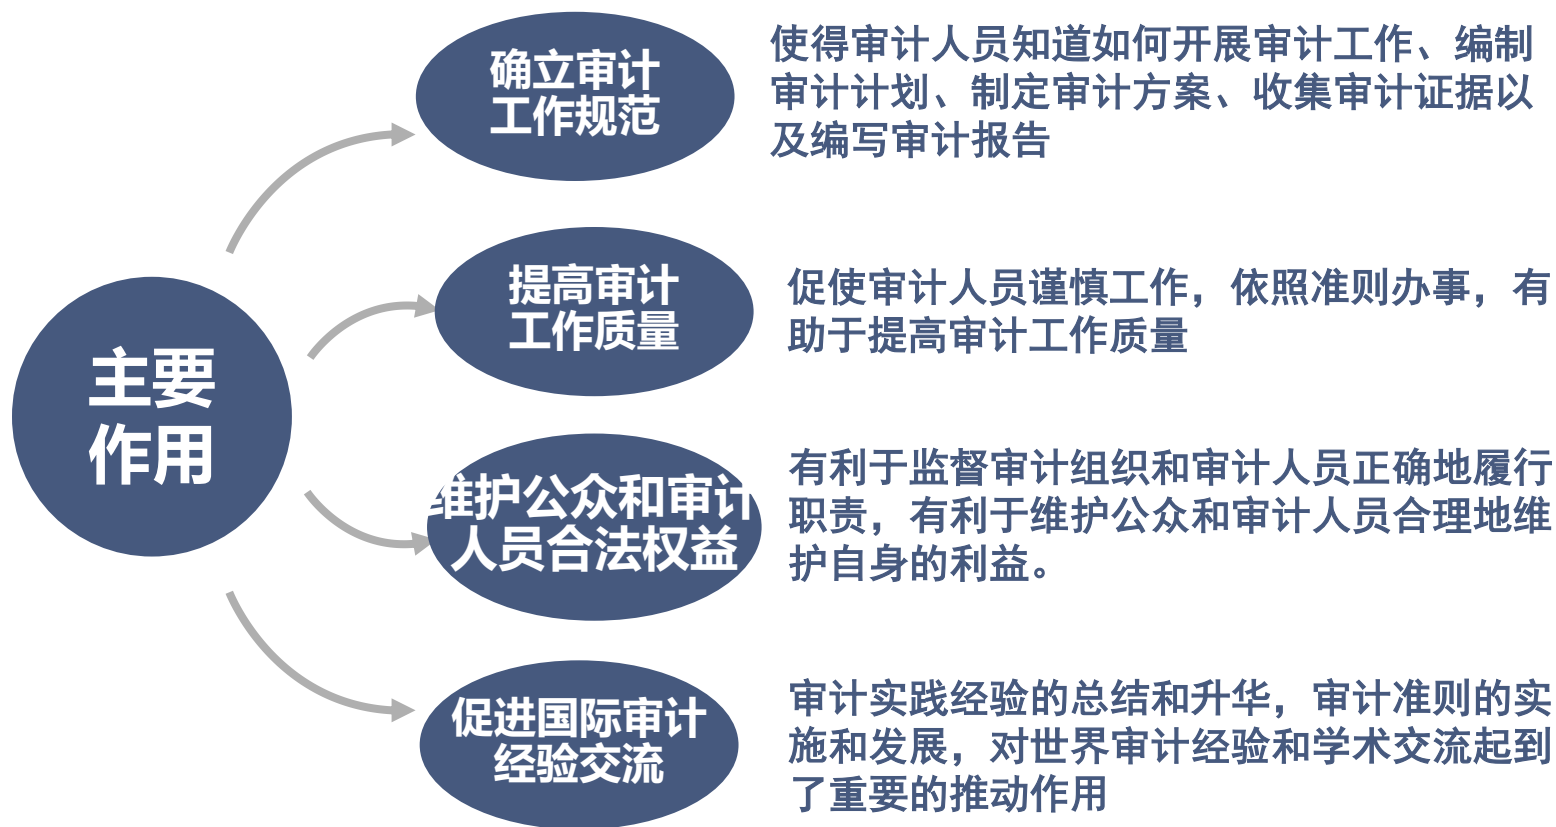 主要
作用
确立审计
工作规范
使得审计人员知道如何开展审计工作、编制
审计计划、制定审计方案、收集审计证据以
及编写审计报告
提高审计
工作质量
促使审计人员谨慎工作，依照准则办事，有
助于提高审计工作质量
维护公众和审计
人员合法权益
有利于监督审计组织和审计人员正确地履行
职责，有利于维护公众和审计人员合理地维
护自身的利益。
促进国际审计
经验交流
审计实践经验的总结和升华，审计准则的实
施和发展，对世界审计经验和学术交流起到
了重要的推动作用